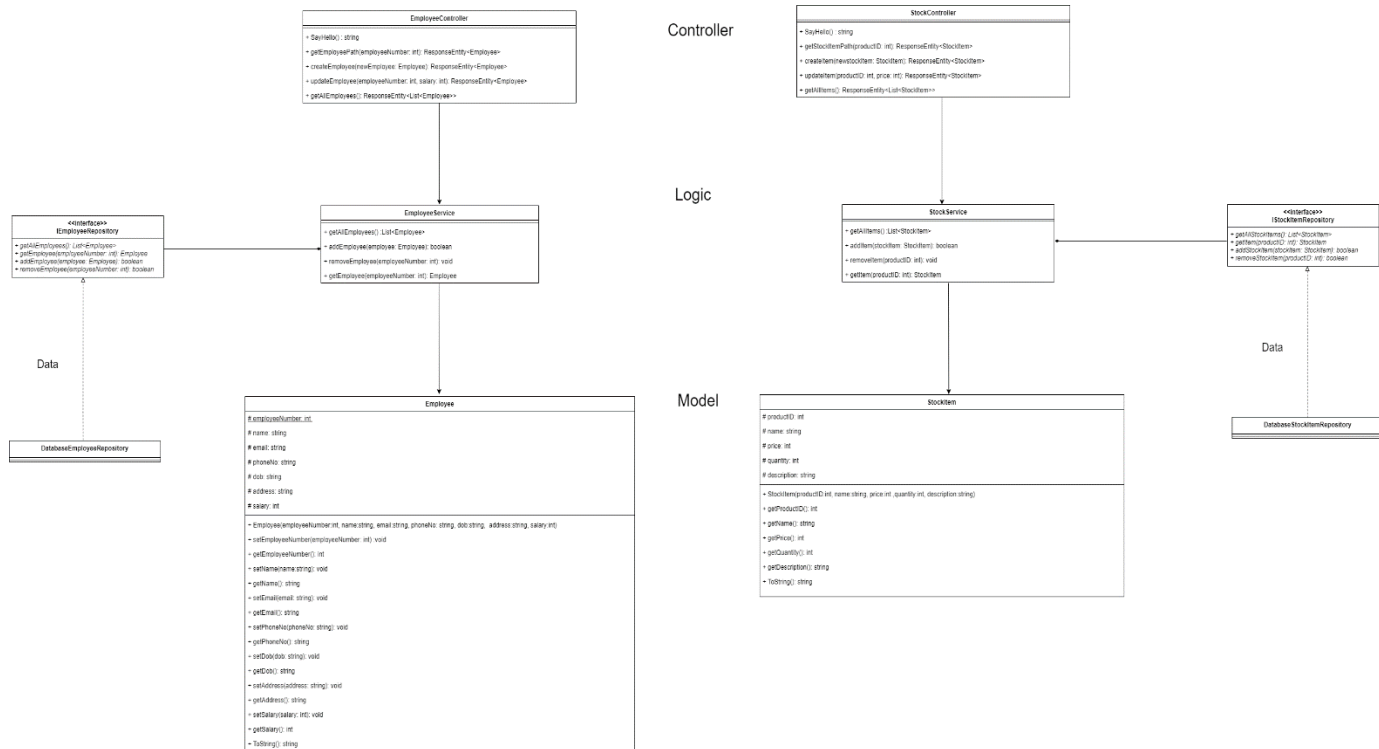 EmployeeController
+ SayHello() : string
+ getEmployeePath(employeeNumber: int): ResponseEntity<Employee>
+ createEmployee(newEmployee: Employee): ResponseEntity<Employee>
+ updateEmployee(employeeNumber: int, salary: int): ResponseEntity<Employee>
+ getAllEmployees(): ResponseEntity<List<Employee>>
Controller
StockController
+ SayHello() : string
+ getStockItemPath(productID: int): ResponseEntity<StockItem>
+ createItem(newstockItem: StockItem): ResponseEntity<StockItem>
+ updateItem(productID: int, price: int): ResponseEntity<StockItem>
+ getAllItems(): ResponseEntity<List<StockItem>>
Logic
<<interface>>
IEmployeeRepository
+ getAllEmployees(): List<Employee>
+ getEmployee(employeeNumber: int): Employee
+ addEmployee(employee: Employee): boolean
+ removeEmployee(employeeNumber: int): boolean
EmployeeService
+ getAllEmployees() :List<Employee>
+ addEmployee(employee: Employee): boolean
+ removeEmployee(employeeNumber: int): void
+ getEmployee(employeeNumber: int): Employee
StockService
+ getAllItems() :List<StockItem>
+ addItem(stockItem: StockItem): boolean
+ removeItem(productID: int): void
+ getItem(productID: int): StockItem
<<interface>>
IStockItemRepository
+ getAllStockItems(): List<StockItem>
+ getItem(productID: int): StockItem
+ addStockItem(stockItem: StockItem): boolean
+ removeStockItem(productID: int): boolean
Data
Data
Model
DatabaseEmployeeRepository
Employee
# employeeNumber: int
# name: string
# email: string
# phoneNo: string
# dob: string
# address: string
# salary: int
+ Employee(employeeNumber:int, name:string, email:string, phoneNo: string, dob:string, address:string, salary:int)
+ setEmployeeNumber(employeeNumber: int): void
+ getEmployeeNumber(): int
+ setName(name:string): void
+ getName(): string
+ setEmail(email: string): void
+ getEmail(): string
+ setPhoneNo(phoneNo: string): void
+ getPhoneNo(): string
+ setDob(dob: string): void
+ getDob(): string
+ setAddress(address: string): void
+ getAddress(): string
+ setSalary(salary: int): void
+ getSalary(): int
+ ToString(): string
StockItem
# productID: int
# name: string
# price: int
# quantity: int
# description: string
+ StockItem(productID:int, name:string, price:int ,quantity:int, description:string)
+ getProductID(): int
+ getName(): string
+ getPrice(): int
+ getQuantity(): int
+ getDescription(): string
+ ToString(): string
DatabaseStockItemRepository